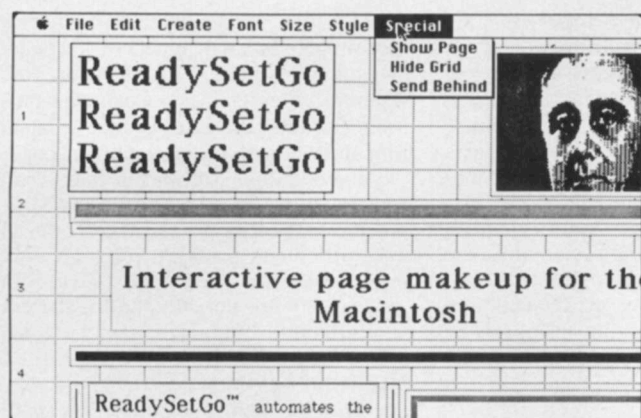 File Edit Create Font Size Style Special
Show Page
Hide Grid
Send Behind
ReadySetGo
ReadySetGo
ReadySetGo
1
2
Interactive page makeup for the
3
Macintosh
4
ReadySetGo™ automates the